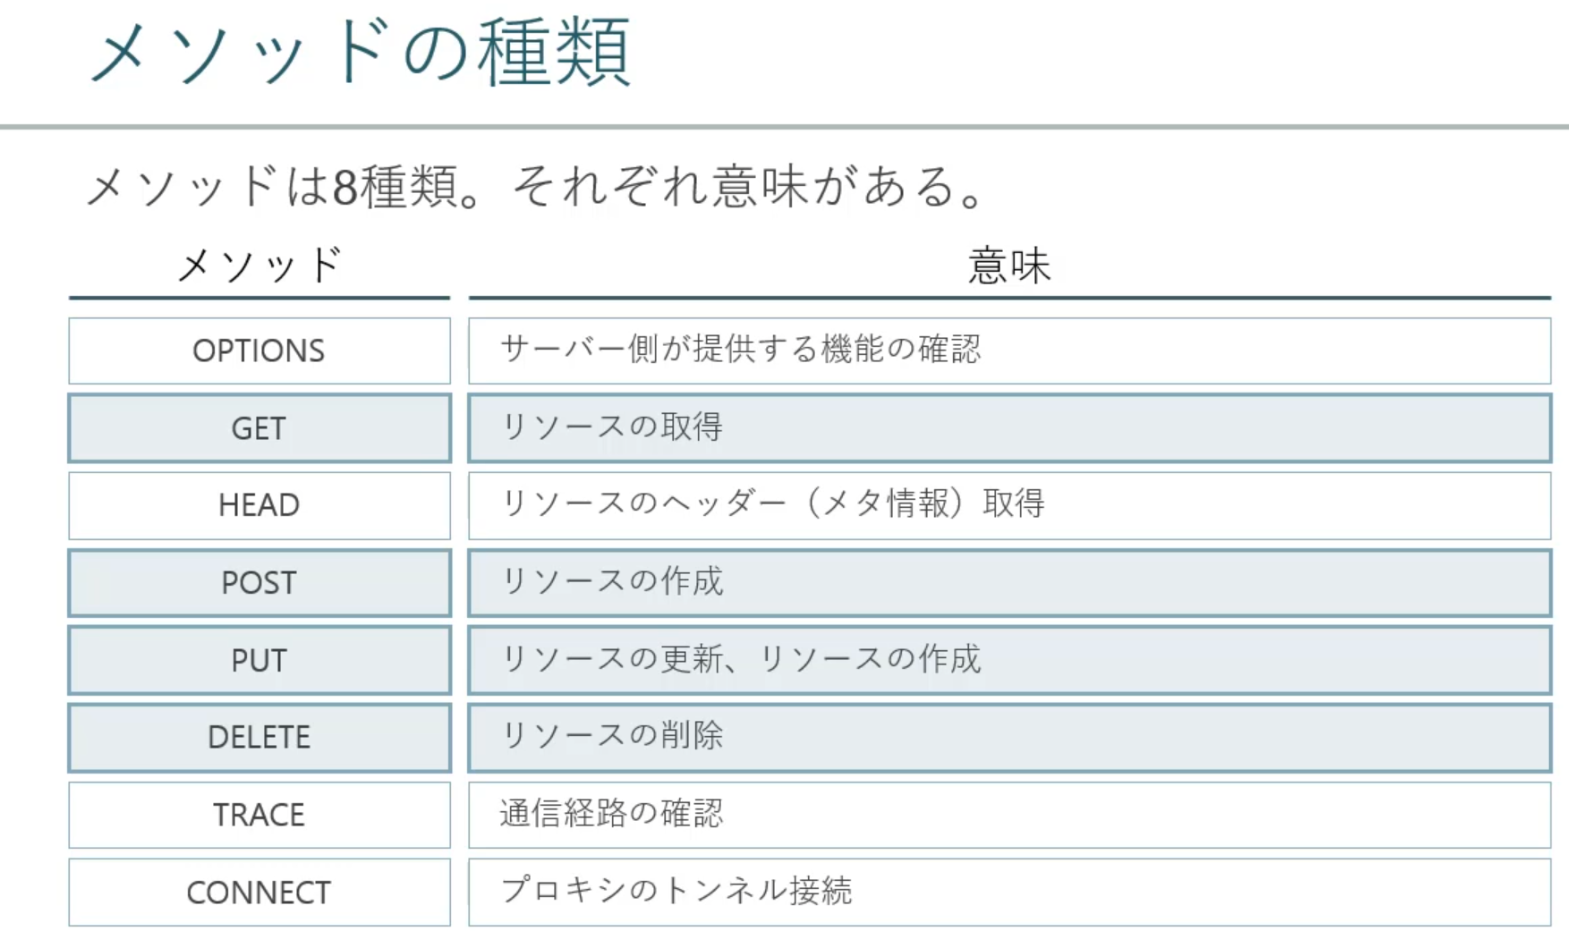 メソッドの種類
メソッドは8種類。それぞれ意味がある。
メソッド 意味
OPTIONS サーバー側が提供する機能の確認
GET リソースの取得
HEAD リソースのヘッダー（メタ情報）取得
POST リソースの作成
PUT リソースの更新、リソースの作成
DELETE リソースの削除
TRACE 通信経路の確認
CONNECT プロキシのトンネル接続